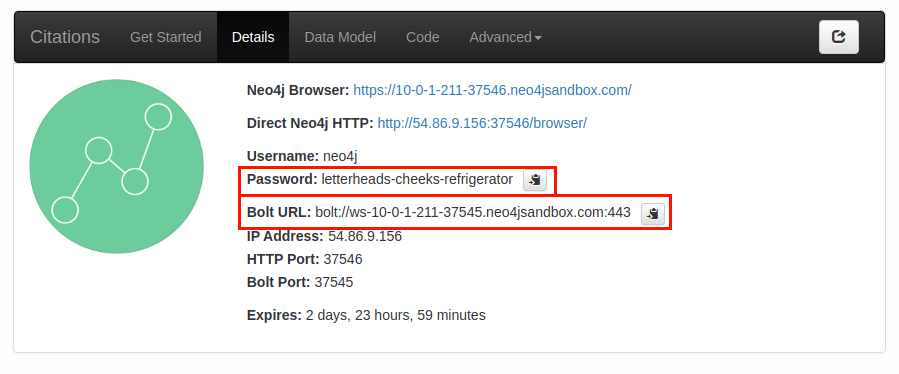 Citations Get Started Details Data Model Code Advanced
Neo4j Browser: https://10-0-1-211-37546.neo4jsandbox.com/
Direct Neo4j HTTP: http://54.86.9.156:37546/browser/
Username: neo4j
Password: letterheads-cheeks-refrigerator
Bolt URL: bolt://ws-10-0-1-211-37545.neo4jsandbox.com:443
IP Address: 54.86.9.156
HTTP Port: 37546
Bolt Port: 37545
Expires: 2 days, 23 hours, 59 minutes